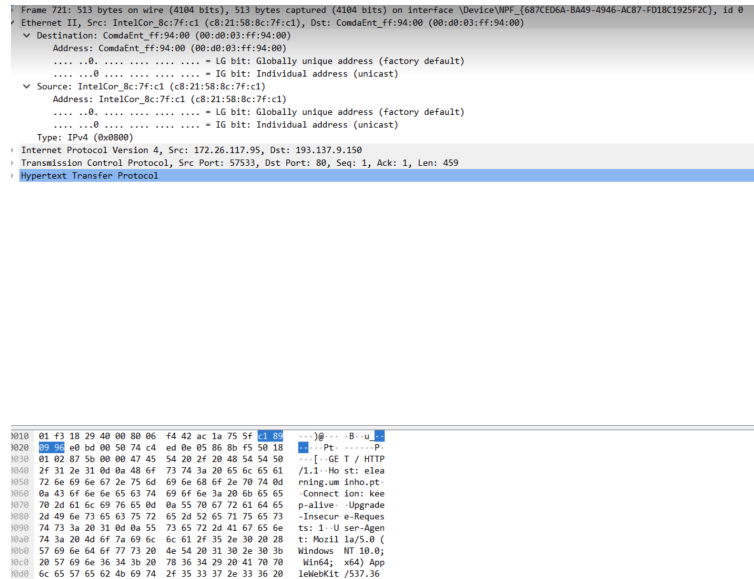 Frame 721: 513 bytes on wire (4104 bits), 513 bytes captured (4104 bits) on interface \Device\NPF_{687CED6A-BA49-4946-AC87-FD18C1925F2C}, id 0
Ethernet II, Src: IntelCor_8c:7f:c1 (c8:21:58:8c:7f:c1), Dst: ComdaEnt_ff:94:00 (00:d0:03:ff:94:00)
Destination: ComdaEnt_ff:94:00 (00:d0:03:ff:94:00)
Address: ComdaEnt_ff:94:00 (00:d0:03:ff:94:00)
.... ..0. .... .... .... .... = LG bit: Globally unique address (factory default)
.... ...0 .... .... .... .... = IG bit: Individual address (unicast)
Source: IntelCor_8c:7f:c1 (c8:21:58:8c:7f:c1)
Address: IntelCor_8c:7f:c1 (c8:21:58:8c:7f:c1)
.... ..0. .... .... .... .... = LG bit: Globally unique address (factory default)
.... ...0 .... .... .... .... = IG bit: Individual address (unicast)
Type: IPv4 (0x0800)
Internet Protocol Version 4, Src: 172.26.117.95, Dst: 193.137.9.150
Transmission Control Protocol, Src Port: 57533, Dst Port: 80, Seq: 1, Ack: 1, Len: 459
Hypertext Transfer Protocol
0010 01 f3 18 29 40 00 80 06 f4 42 ac 1a 75 5f c1 89 ···)@··· ·B··u_··
0020 09 96 e0 bd 00 50 74 c4 ed 0e 05 86 8b f5 50 18 ·····Pt· ······P·
0030 01 02 87 5b 00 00 47 45 54 20 2f 20 48 54 54 50 ···[··GE T / HTTP
0040 2f 31 2e 31 0d 0a 48 6f 73 74 3a 20 65 6c 65 61 /1.1··Ho st: elea
0050 72 6e 69 6e 67 2e 75 6d 69 6e 68 6f 2e 70 74 0d rning.um inho.pt·
0060 0a 43 6f 6e 6e 65 63 74 69 6f 6e 3a 20 6b 65 65 ·Connect ion: kee
0070 70 2d 61 6c 69 76 65 0d 0a 55 70 67 72 61 64 65 p-alive· ·Upgrade
0080 2d 49 6e 73 65 63 75 72 65 2d 52 65 71 75 65 73 -Insecur e-Reques
0090 74 73 3a 20 31 0d 0a 55 73 65 72 2d 41 67 65 6e ts: 1··U ser-Agen
00a0 74 3a 20 4d 6f 7a 69 6c 6c 61 2f 35 2e 30 20 28 t: Mozil la/5.0 (
00b0 57 69 6e 64 6f 77 73 20 4e 54 20 31 30 2e 30 3b Windows  NT 10.0;
00c0 20 57 69 6e 36 34 3b 20 78 36 34 29 20 41 70 70 Win64; x64) App
00d0 6c 65 57 65 62 4b 69 74 2f 35 33 37 2e 33 36 20 leWebKit /537.36